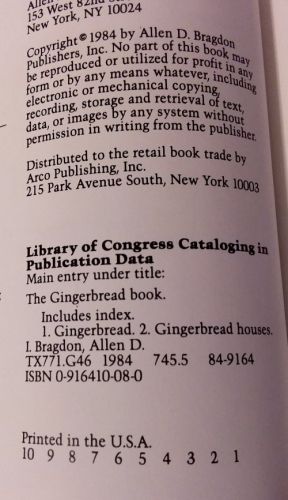 Allen
153 West 82nd
New York, NY 10024
Copyright © 1984 by Allen D. Bragdon
Publishers, Inc. No part of this book may
be reproduced or utilized for profit in any
form or by any means whatever, including
electronic or mechanical copying,
recording, storage and retrieval of text,
data, or images by any system without
permission in writing from the publisher.
Distributed to the retail book trade by
Arco Publishing, Inc.
215 Park Avenue South, New York 10003
Library of Congress Cataloging in
Publication Data
Main entry under title:
The Gingerbread book.
Includes index.
1. Gingerbread. 2. Gingerbread houses.
I. Bragdon, Allen D.
TX771.G46 1984 745.5 84-9164
ISBN 0-916410-08-0
Printed in the U.S.A.
10 9 8 7 6 5 4 3 2 1